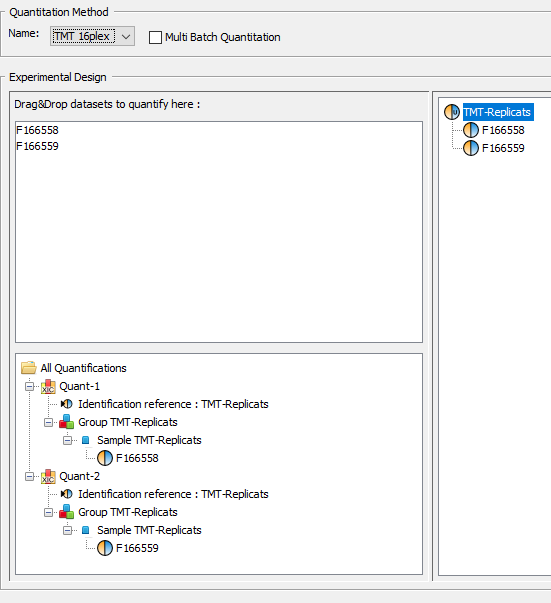 Quantitation Method
Name: TMT 16plex Multi Batch Quantitation
Experimental Design
Drag&Drop datasets to quantify here :
F166558
F166559
All Quantifications
Quant-1
Identification reference : TMT-Replicats
Group TMT-Replicats
Sample TMT-Replicats
F166558
Quant-2
Identification reference : TMT-Replicats
Group TMT-Replicats
Sample TMT-Replicats
F166559
TMT-Replicats
F166558
F166559